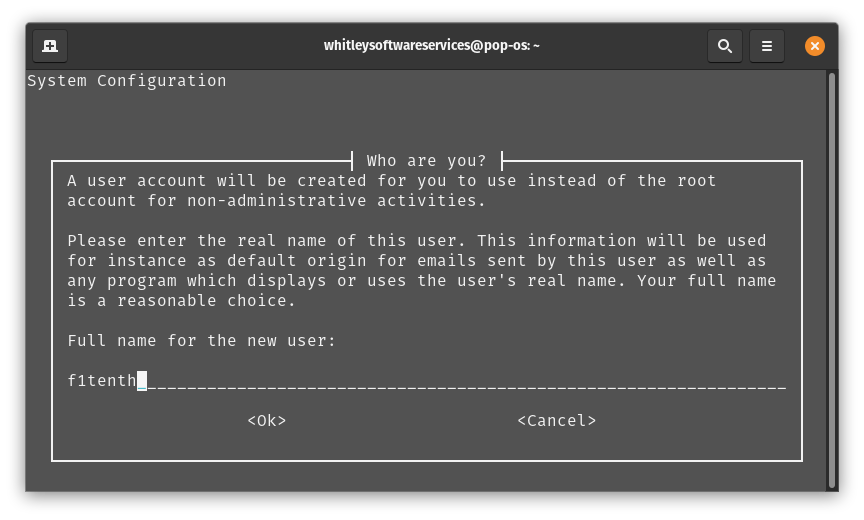 whitleysoftwareservices@pop-os: ~
System Configuration
Who are you?
A user account will be created for you to use instead of the root
account for non-administrative activities.
Please enter the real name of this user. This information will be used
for instance as default origin for emails sent by this user as well as
any program which displays or uses the user's real name. Your full name
is a reasonable choice.
Full name for the new user:
f1tenth
<Ok> <Cancel>